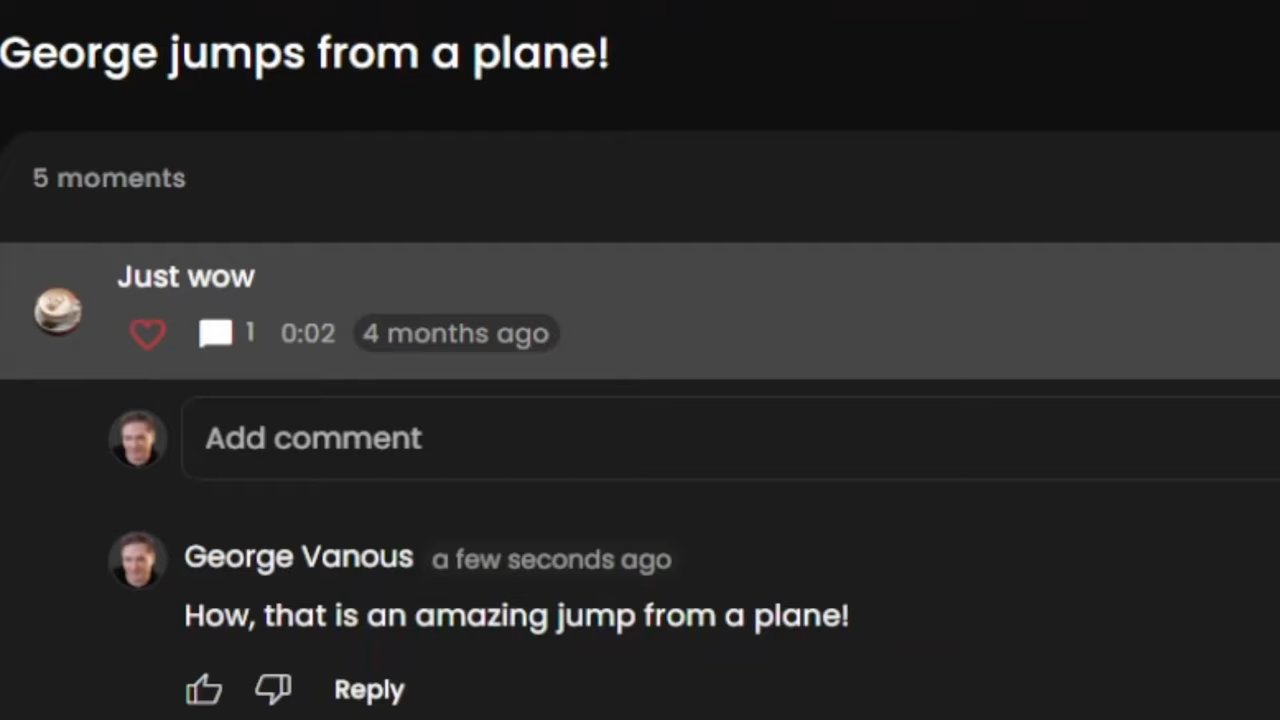 George jumps from a plane!
5 moments
Just wow
1 0:02 4 months ago
Add comment
George Vanous a few seconds ago
How, that is an amazing jump from a plane!
Reply